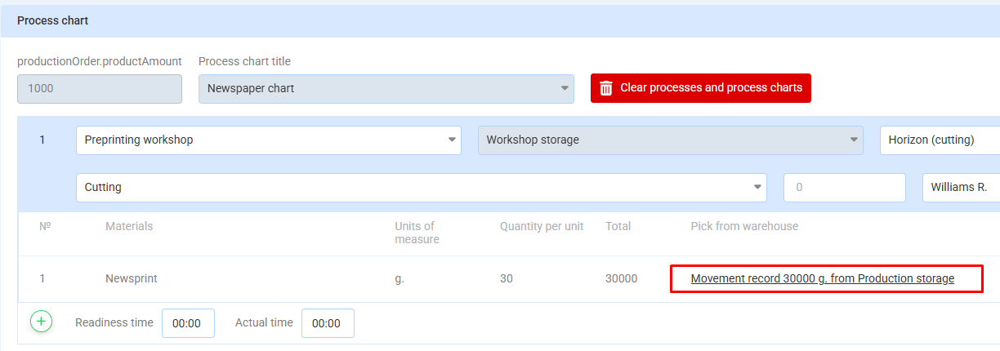 Process chart
productionOrder.productAmount Process chart title
1000 Newspaper chart Clear processes and process charts
1 Preprinting workshop Workshop storage Horizon (cutting)
Cutting 0 Williams R.
№ Materials Units of measure Quantity per unit Total Pick from warehouse
1 Newsprint g. 30 30000 Movement record 30000 g. from Production storage
Readiness time 00:00 Actual time 00:00